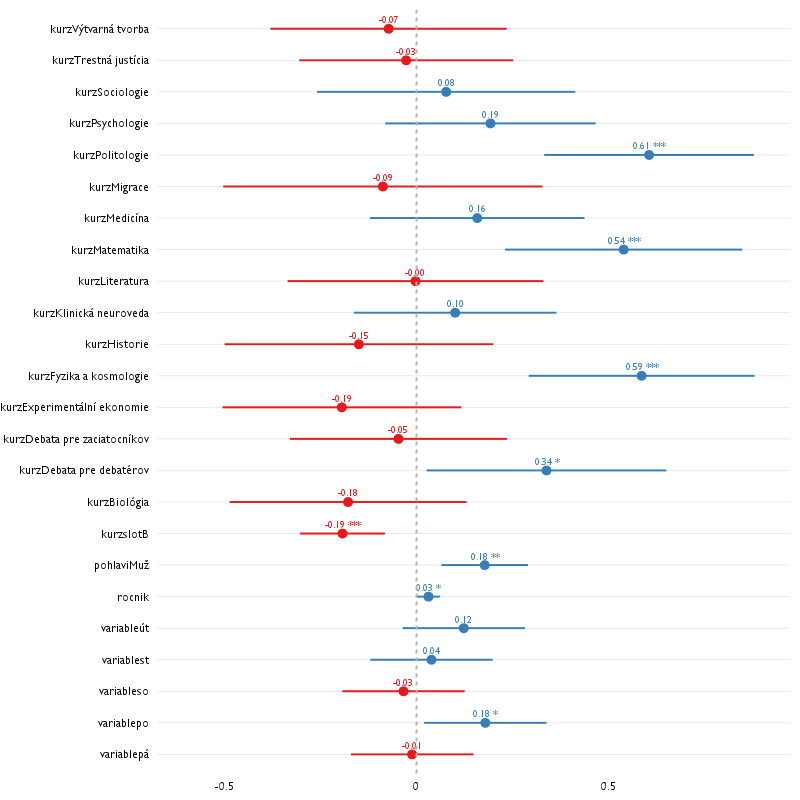 -0.07
kurzVýtvarná tvorba
-0.03
kurzTrestná justícia
0.08
kurzSociologie
0.19
kurzPsychologie
0.61 ***
kurzPolitologie
-0.09
kurzMigrace
0.16
kurzMedicína
0.54 ***
kurzMatematika
-0.00
kurzLiteratura
0.10
kurzKlinická neuroveda
-0.15
kurzHistorie
0.59 ***
kurzFyzika a kosmologie
-0.19
kurzExperimentální ekonomie
-0.05
kurzDebata pre zaciatocníkov
0.34 *
kurzDebata pre debatérov
-0.18
kurzBiológia
-0.19 ***
kurzslotB
0.18 **
pohlaviMuž
0.03 *
rocnik
0.12
variableút
0.04
variablest
-0.03
variableso
0.18 *
variablepo
-0.01
variablepá
-0.5 0 0.5